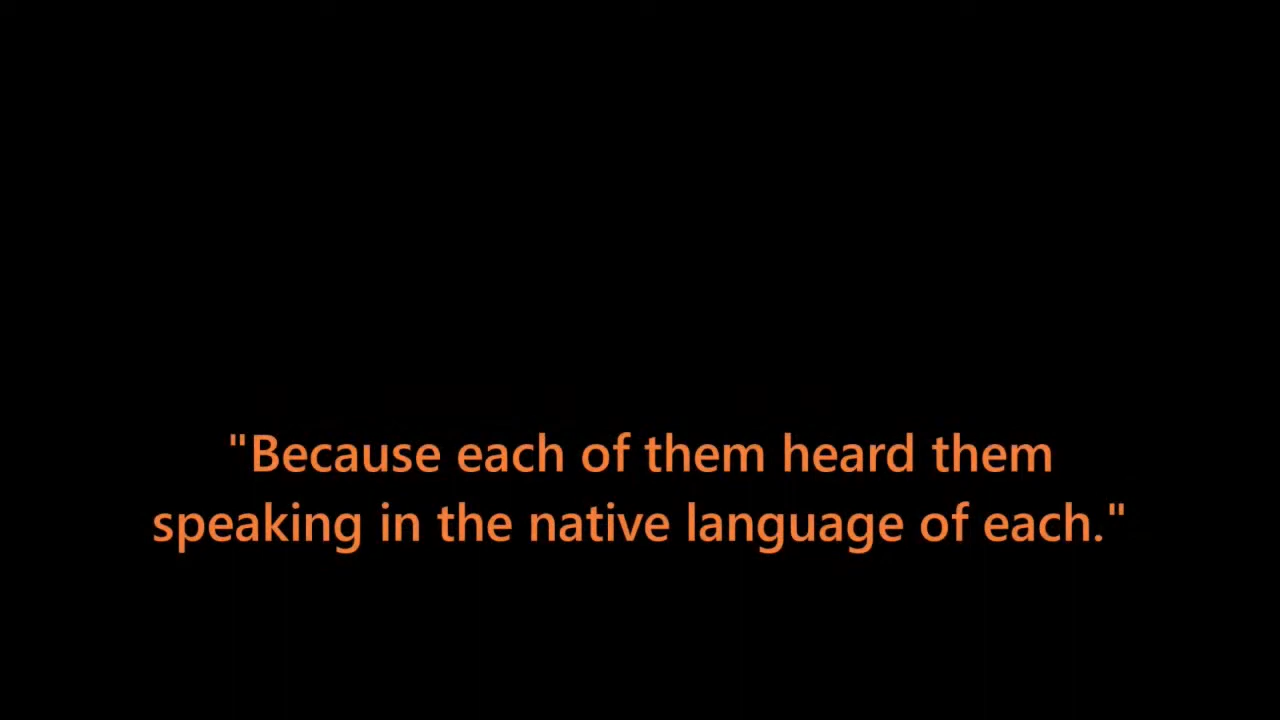 "Because each of them heard them
speaking in the native language of each."